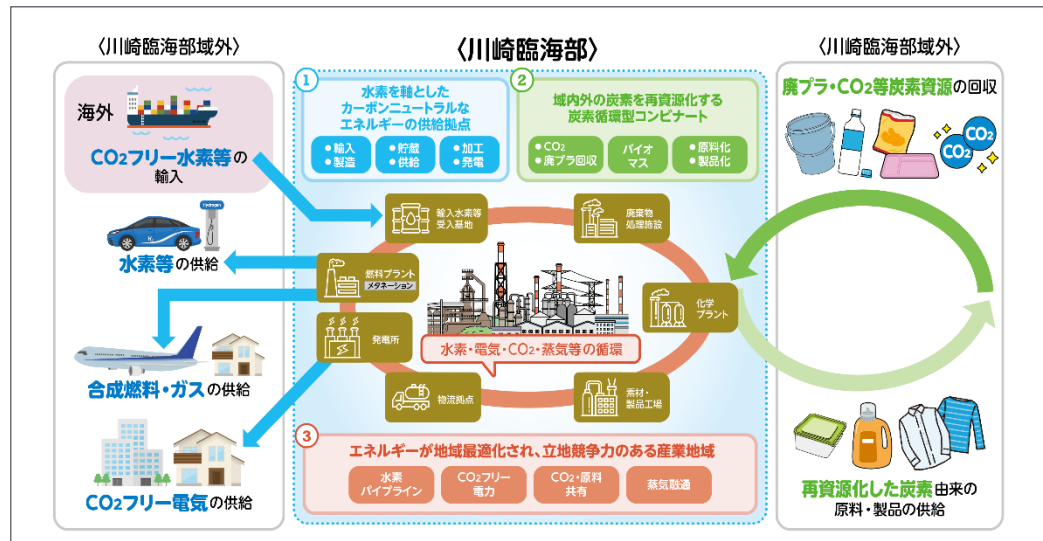 〈川崎臨海部域外〉
海外
CO2フリー水素等の
輸入
Hydrogen
水素等の供給
合成燃料・ガスの供給
CO2フリー電気の供給
〈川崎臨海部〉
1
水素を軸とした
カーボンニュートラルな
エネルギーの供給拠点
●輸入
●製造
●貯蔵
●供給
●加工
●発電
2
域内外の炭素を再資源化する
炭素循環型コンビナート
●CO2
●廃プラ回収
バイオ
マス
●原料化
●製品化
輸入水素等
受入基地
廃棄物
処理施設
燃料プラント
メタネーション
化学
プラント
発電所
水素・電気・CO2・蒸気等の循環
物流拠点
素材・
製品工場
3
エネルギーが地域最適化され、立地競争力のある産業地域
水素
パイプライン
CO2フリー
電力
CO2・原料
共有
蒸気融通
〈川崎臨海部域外〉
廃プラ・CO2等炭素資源の回収
CO2
CO2
再資源化した炭素由来の
原料・製品の供給